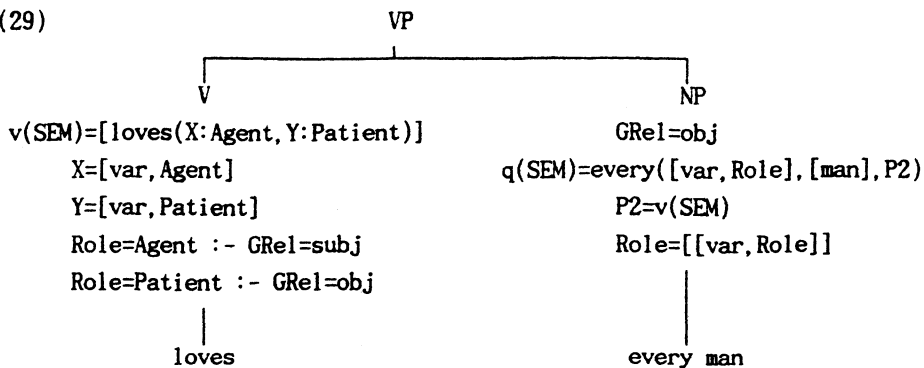 (29) VP
V NP
v(SEM)=[loves(X:Agent,Y:Patient)] GRel=obj
X=[var,Agent] q(SEM)=every([var,Role],[man],P2)
Y=[var,Patient] P2=v(SEM)
Role=Agent :- GRel=subj Role=[[var,Role]]
Role=Patient :- GRel=obj
loves every man